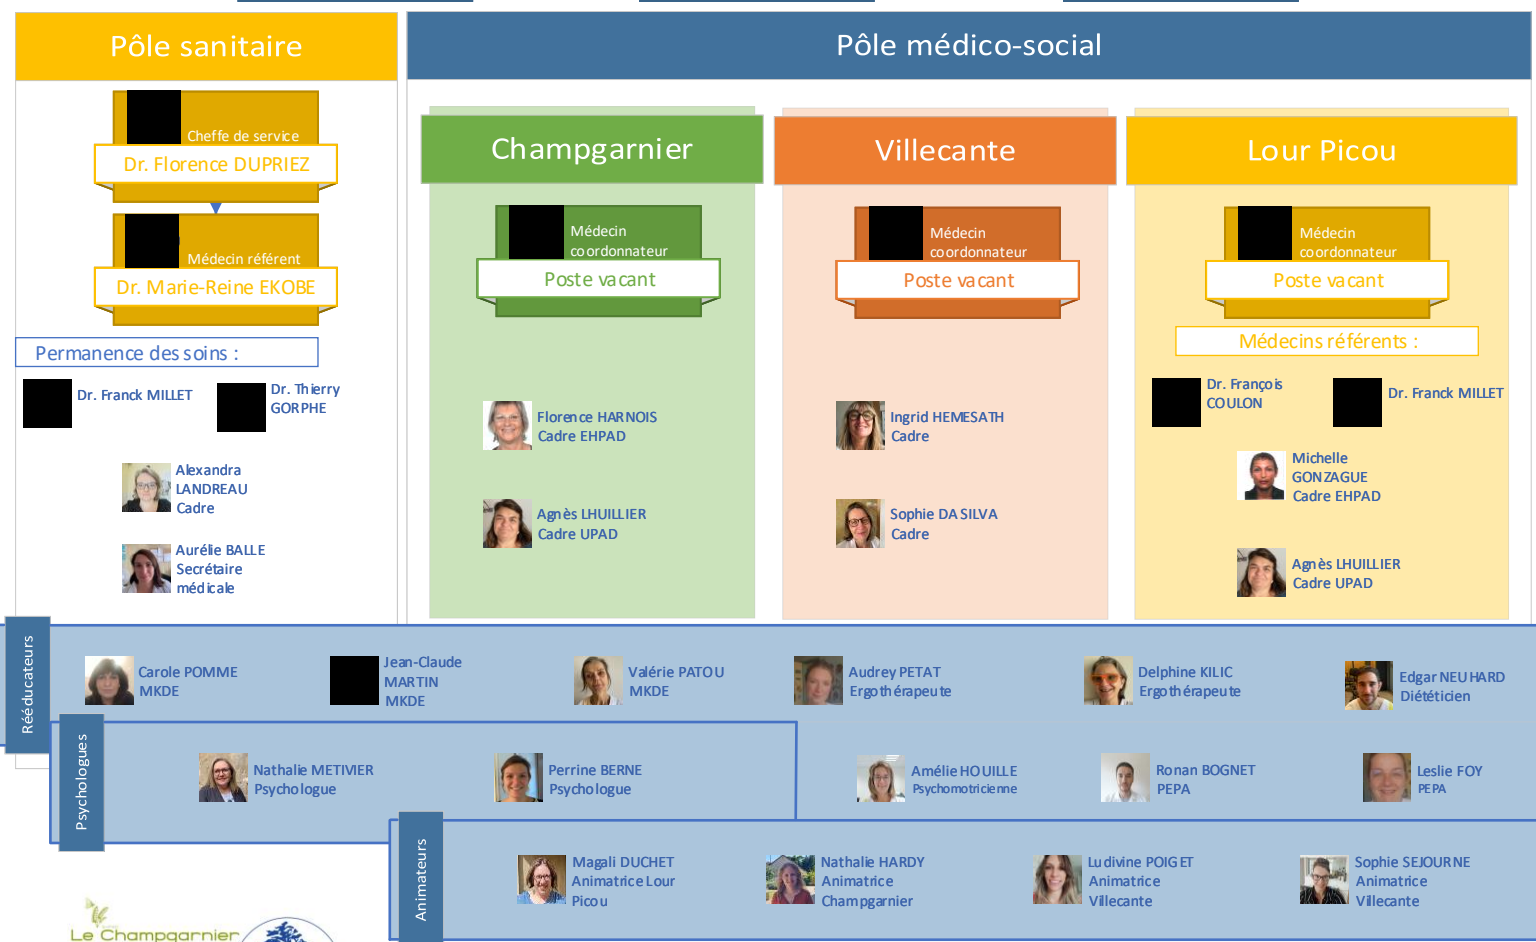 Pôle sanitaire
Pôle médico-social
Cheffe de service
Dr. Florence DUPRIEZ
Médecin référent
Dr. Marie-Reine EKOBE
Permanence des soins :
Dr. Franck MILLET
Dr. Thierry
GORPHE
Alexandra
LANDREAU
Cadre
Aurélie BALLE
Secrétaire
médicale
Champgarnier
Médecin
coordonnateur
Poste vacant
Florence HARNOIS
Cadre EHPAD
Agnès LHUILLIER
Cadre UPAD
Villecante
Médecin
coordonnateur
Poste vacant
Ingrid HEMESATH
Cadre
Sophie DA SILVA
Cadre
Lour Picou
Médecin
coordonnateur
Poste vacant
Médecins référents :
Dr. François
COULON
Dr. Franck MILLET
Michelle
GONZAGUE
Cadre EHPAD
Agnès LHUILLIER
Cadre UPAD
Rééducateurs
Carole POMME
MKDE
Jean-Claude
MARTIN
MKDE
Valérie PATOU
MKDE
Audrey PETAT
Ergothérapeute
Delphine KILIC
Ergothérapeute
Edgar NEUHARD
Diététicien
Psychologues
Nathalie METIVIER
Psychologue
Perrine BERNE
Psychologue
Amélie HOUILLE
Psychomotricienne
Ronan BOGNET
PEPA
Leslie FOY
PEPA
Animateurs
Magali DUCHET
Animatrice Lour
Picou
Nathalie HARDY
Animatrice
Champgarnier
Ludivine POIGET
Animatrice
Villecante
Sophie SEJOURNE
Animatrice
Villecante
Le Champgarnier